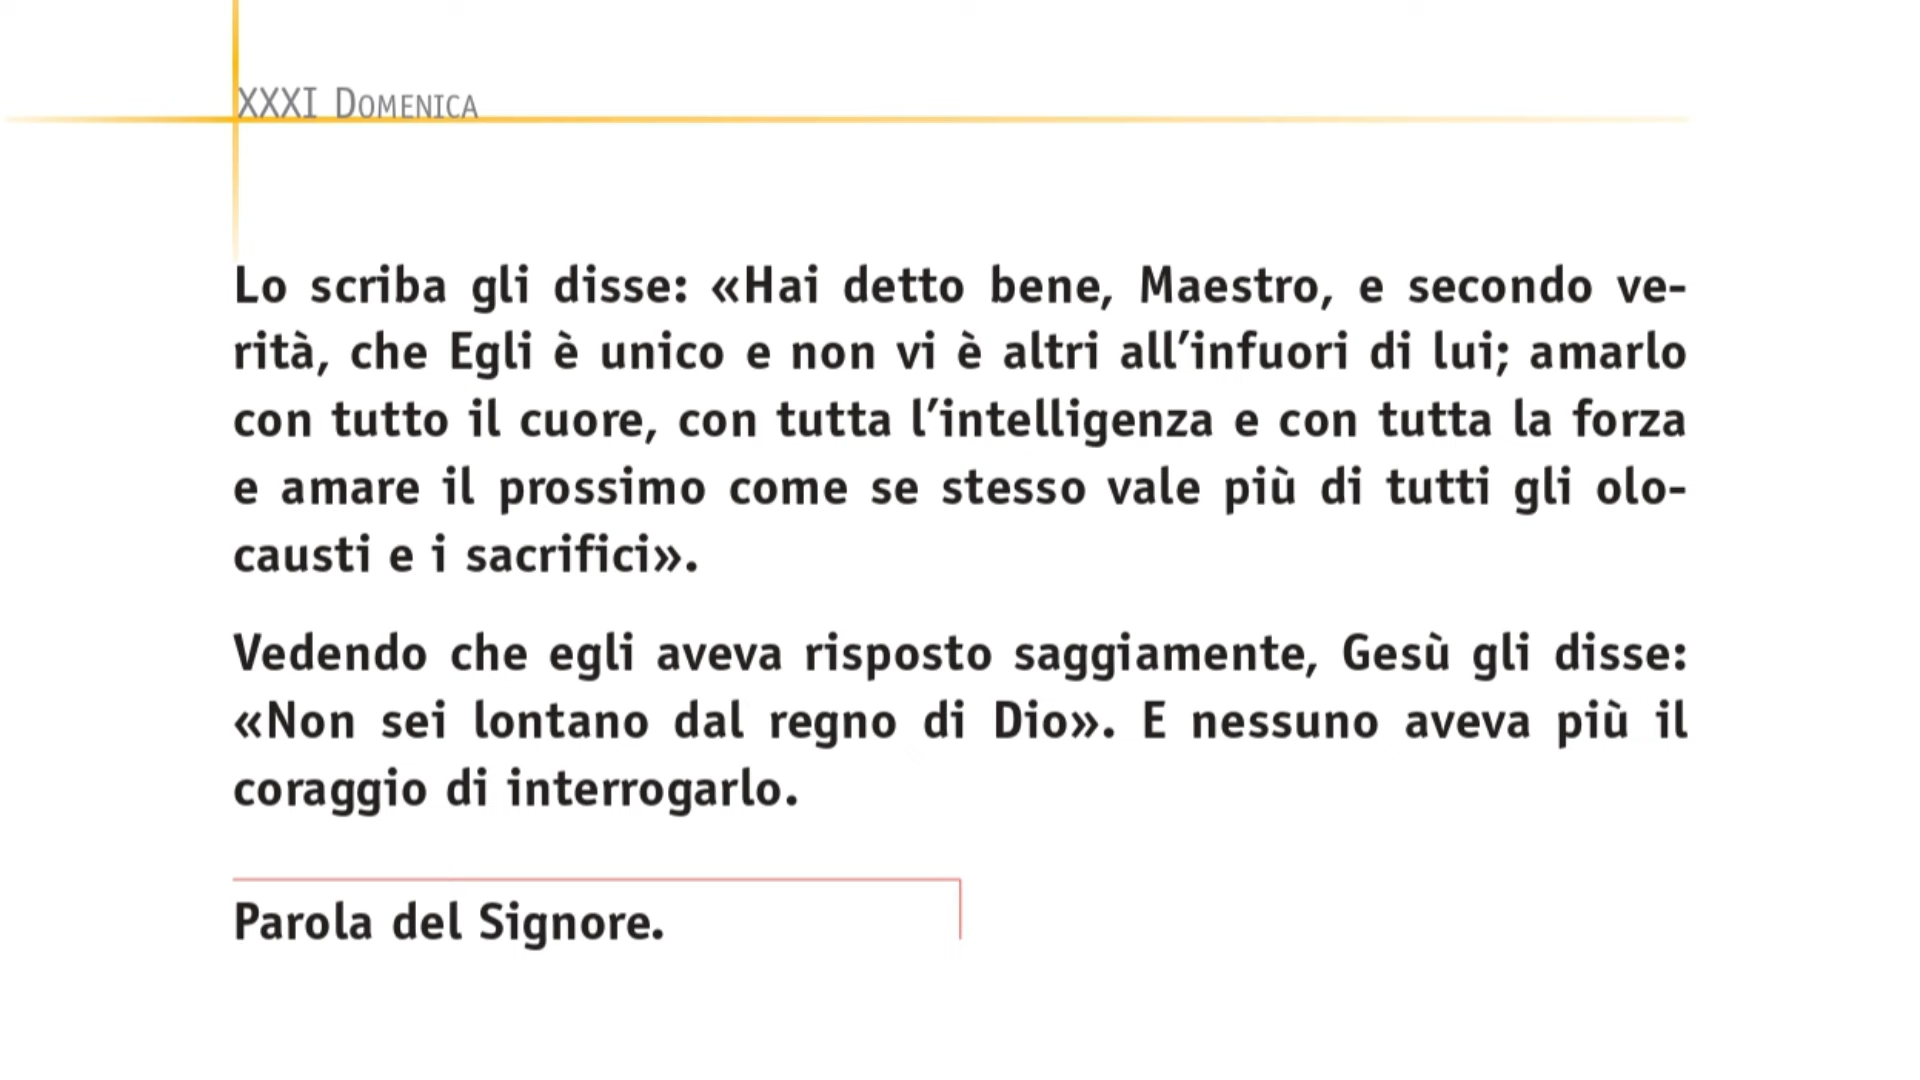 XXXI Domenica
Lo scriba gli disse: «Hai detto bene, Maestro, e secondo ve-
rità, che Egli è unico e non vi è altri all'infuori di lui; amarlo
con tutto il cuore, con tutta l'intelligenza e con tutta la forza
e amare il prossimo come se stesso vale più di tutti gli olo-
causti e i sacrifici».
Vedendo che egli aveva risposto saggiamente, Gesù gli disse:
«Non sei lontano dal regno di Dio». E nessuno aveva più il
coraggio di interrogarlo.
Parola del Signore.